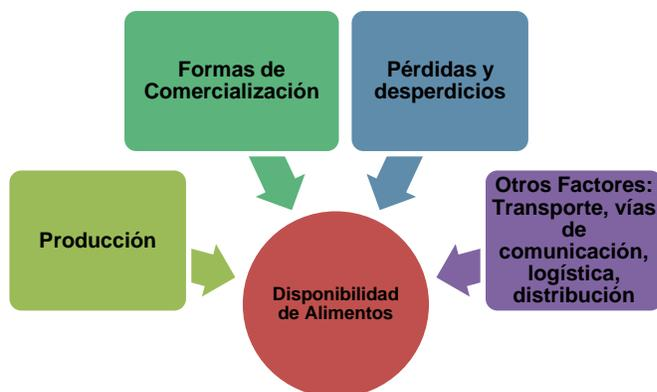 Formas de
Comercialización
Pérdidas y
desperdicios
Producción
Otros Factores:
Transporte, vías
de
comunicación,
logística,
distribución
Disponibilidad
de Alimentos